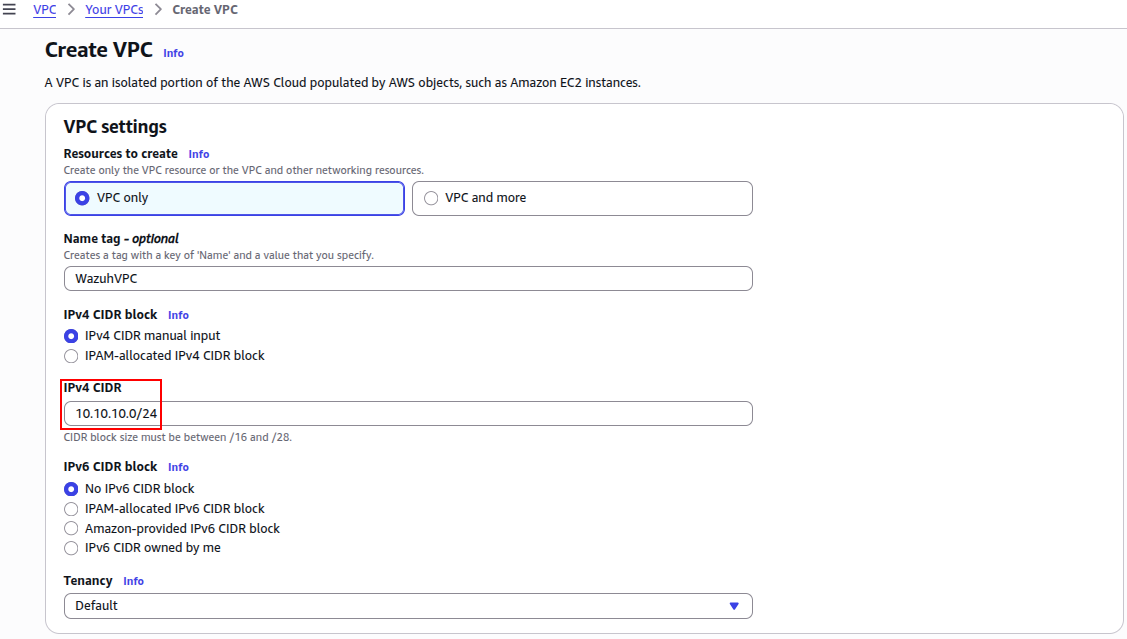 VPC > Your VPCs > Create VPC
Create VPC Info
A VPC is an isolated portion of the AWS Cloud populated by AWS objects, such as Amazon EC2 instances.
VPC settings
Resources to create Info
Create only the VPC resource or the VPC and other networking resources.
VPC only
VPC and more
Name tag - optional
Creates a tag with a key of 'Name' and a value that you specify.
WazuhVPC
IPv4 CIDR block Info
IPv4 CIDR manual input
IPAM-allocated IPv4 CIDR block
IPv4 CIDR
10.10.10.0/24
CIDR block size must be between /16 and /28.
IPv6 CIDR block Info
No IPv6 CIDR block
IPAM-allocated IPv6 CIDR block
Amazon-provided IPv6 CIDR block
IPv6 CIDR owned by me
Tenancy Info
Default